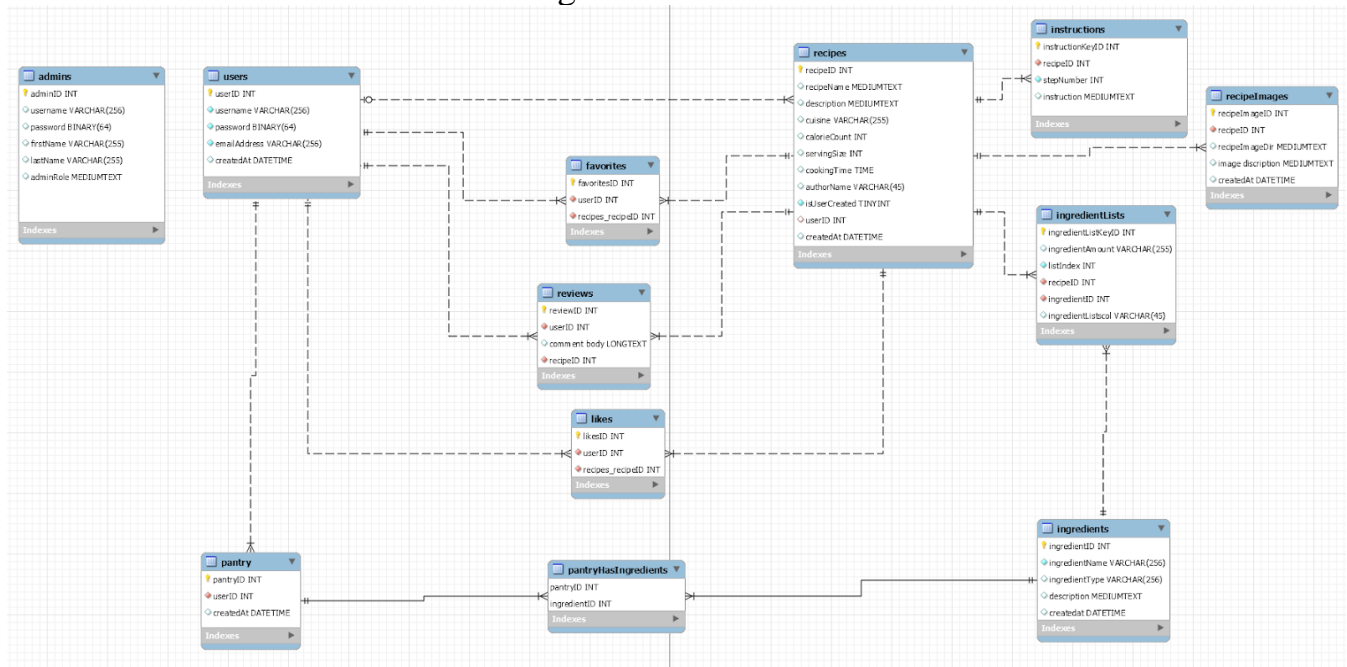 admins
adminID INT
username VARCHAR(256)
password BINARY(64)
firstName VARCHAR(255)
lastName VARCHAR(255)
adminRole MEDIUMTEXT
Indexes
users
userID INT
username VARCHAR(256)
password BINARY(64)
emailAddress VARCHAR(256)
createdAt DATETIME
Indexes
favorites
favoritesID INT
userID INT
recipes_recipeID INT
Indexes
reviews
reviewID INT
userID INT
comment body LONGTEXT
recipeID INT
Indexes
likes
likesID INT
userID INT
recipes_recipeID INT
Indexes
pantry
pantryID INT
userID INT
createdAt DATETIME
Indexes
pantryHasIngredients
pantryID INT
ingredientID INT
Indexes
recipes
recipeID INT
recipeName MEDIUMTEXT
description MEDIUMTEXT
cuisine VARCHAR(255)
calorieCount INT
servingSize INT
cookingTime TIME
authorName VARCHAR(45)
isUserCreated TINYINT
userID INT
createdAt DATETIME
Indexes
instructions
instructionKeyID INT
recipeID INT
stepNumber INT
instruction MEDIUMTEXT
Indexes
recipeImages
recipeImageID INT
recipeID INT
recipeImageDir MEDIUMTEXT
image discription MEDIUMTEXT
createdAt DATETIME
Indexes
ingredientLists
ingredientListKeyID INT
ingredientAmount VARCHAR(255)
listIndex INT
recipeID INT
ingredientID INT
ingredientListscol VARCHAR(45)
Indexes
ingredients
ingredientID INT
ingredientName VARCHAR(256)
ingredientType VARCHAR(256)
description MEDIUMTEXT
createdat DATETIME
Indexes